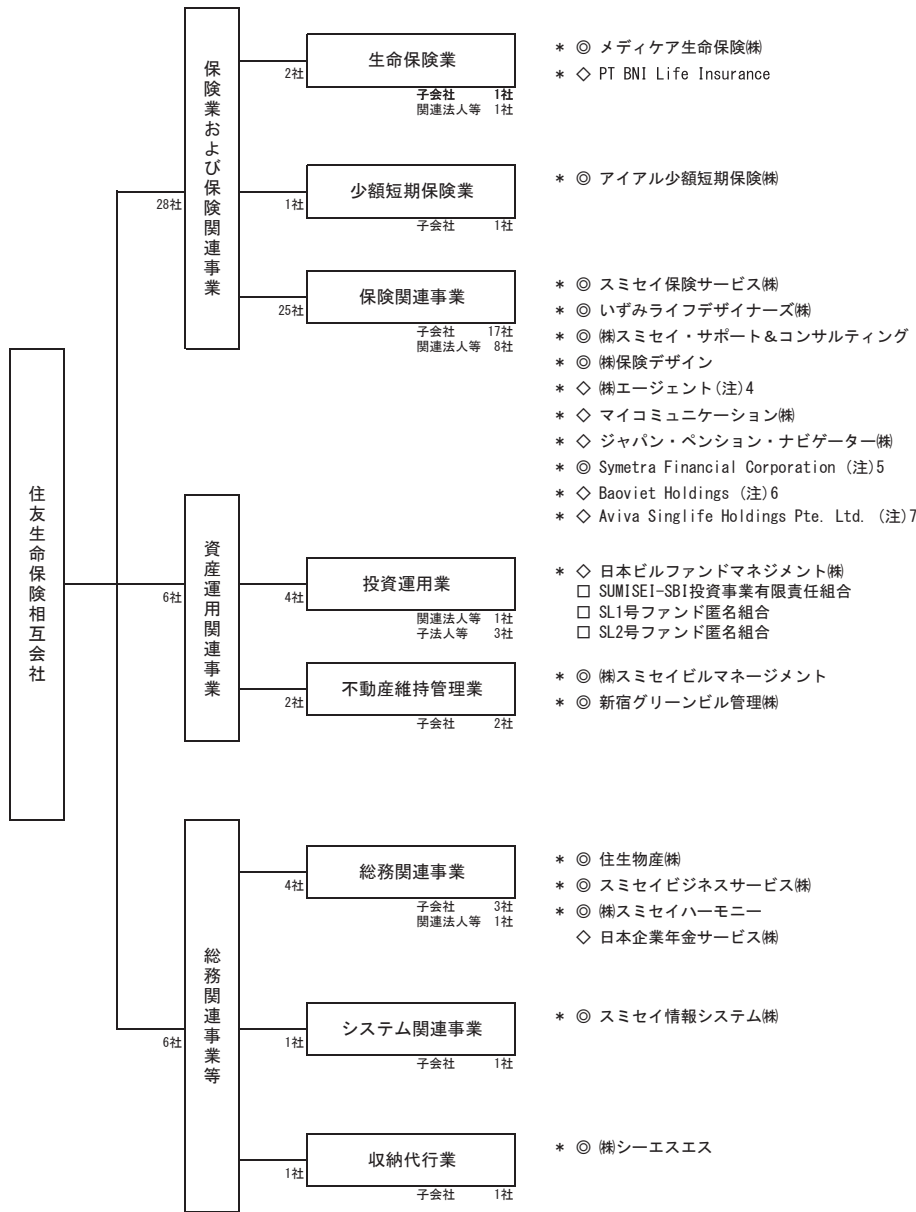 住友生命保険相互会社
28社
保険業および保険関連事業
2社
生命保険業
子会社 1社
関連法人等 1社
* ◎ メディケア生命保険㈱
* ◇ PT BNI Life Insurance
1社
少額短期保険業
子会社 1社
* ◎ アイアル少額短期保険㈱
25社
保険関連事業
子会社 17社
関連法人等 8社
* ◎ スミセイ保険サービス㈱
* ◎ いずみライフデザイナーズ㈱
* ◎ ㈱スミセイ・サポート＆コンサルティング
* ◎ ㈱保険デザイン
* ◇ ㈱エージェント(注)4
* ◇ マイコミュニケーション㈱
* ◇ ジャパン・ペンション・ナビゲーター㈱
* ◎ Symetra Financial Corporation (注)5
* ◇ Baoviet Holdings (注)6
* ◇ Aviva Singlife Holdings Pte. Ltd. (注)7
6社
資産運用関連事業
4社
投資運用業
関連法人等 1社
子法人等 3社
* ◇ 日本ビルファンドマネジメント㈱
□ SUMISEI-SBI投資事業有限責任組合
□ SL1号ファンド匿名組合
□ SL2号ファンド匿名組合
2社
不動産維持管理業
子会社 2社
* ◎ ㈱スミセイビルマネージメント
* ◎ 新宿グリーンビル管理㈱
6社
総務関連事業等
4社
総務関連事業
子会社 3社
関連法人等 1社
* ◎ 住生物産㈱
* ◎ スミセイビジネスサービス㈱
* ◎ ㈱スミセイハーモニー
◇ 日本企業年金サービス㈱
1社
システム関連事業
子会社 1社
* ◎ スミセイ情報システム㈱
1社
収納代行業
子会社 1社
* ◎ ㈱シーエスエス